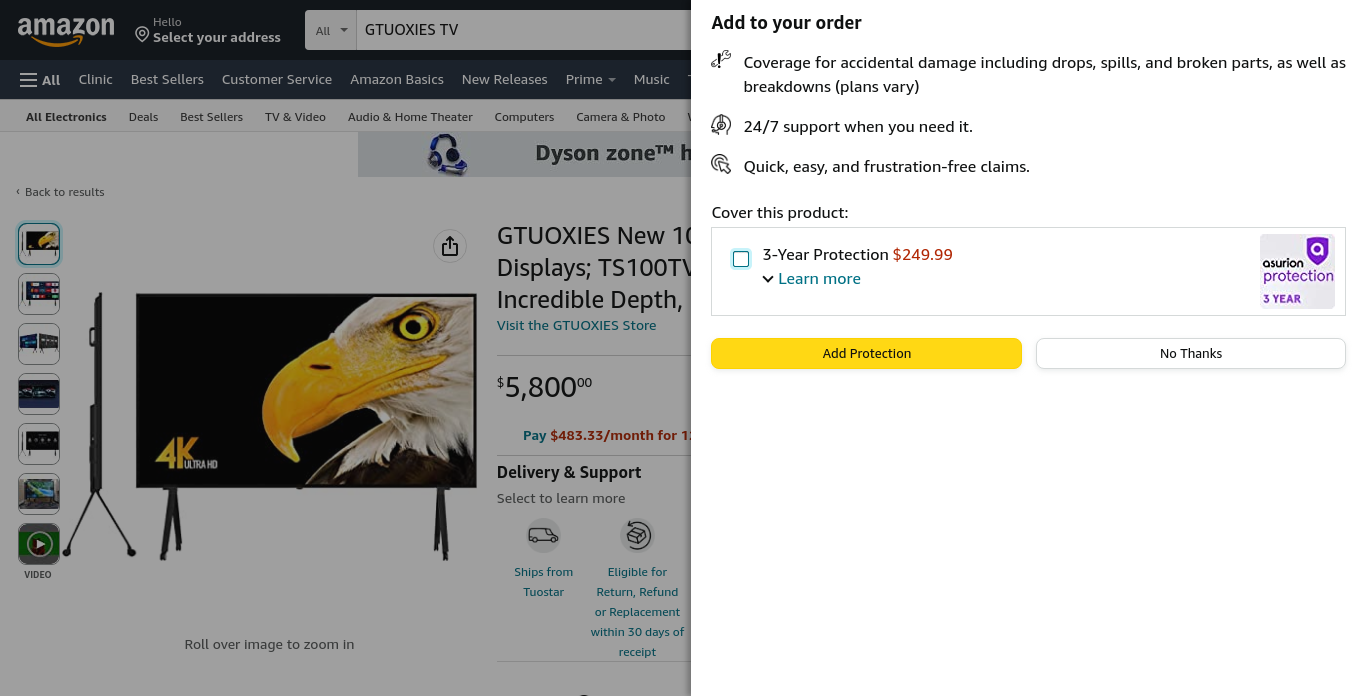 amazon
Hello
Select your address
All
GTUOXIES TV
All
Clinic
Best Sellers
Customer Service
Amazon Basics
New Releases
Prime
Music
All Electronics
Deals
Best Sellers
TV & Video
Audio & Home Theater
Computers
Camera & Photo
Dyson zone™ h
‹ Back to results
GTUOXIES New 10
Displays; TS100TV
Incredible Depth,
Visit the GTUOXIES Store
$5,80000
Pay $483.33/month for 12
Delivery & Support
Select to learn more
Ships from
Tuostar
Eligible for
Return, Refund
or Replacement
within 30 days of
receipt
4K ULTRA HD
VIDEO
Roll over image to zoom in
Add to your order
Coverage for accidental damage including drops, spills, and broken parts, as well as
breakdowns (plans vary)
24/7 support when you need it.
Quick, easy, and frustration-free claims.
Cover this product:
3-Year Protection $249.99
Learn more
asurion
protection
3 YEAR
Add Protection
No Thanks